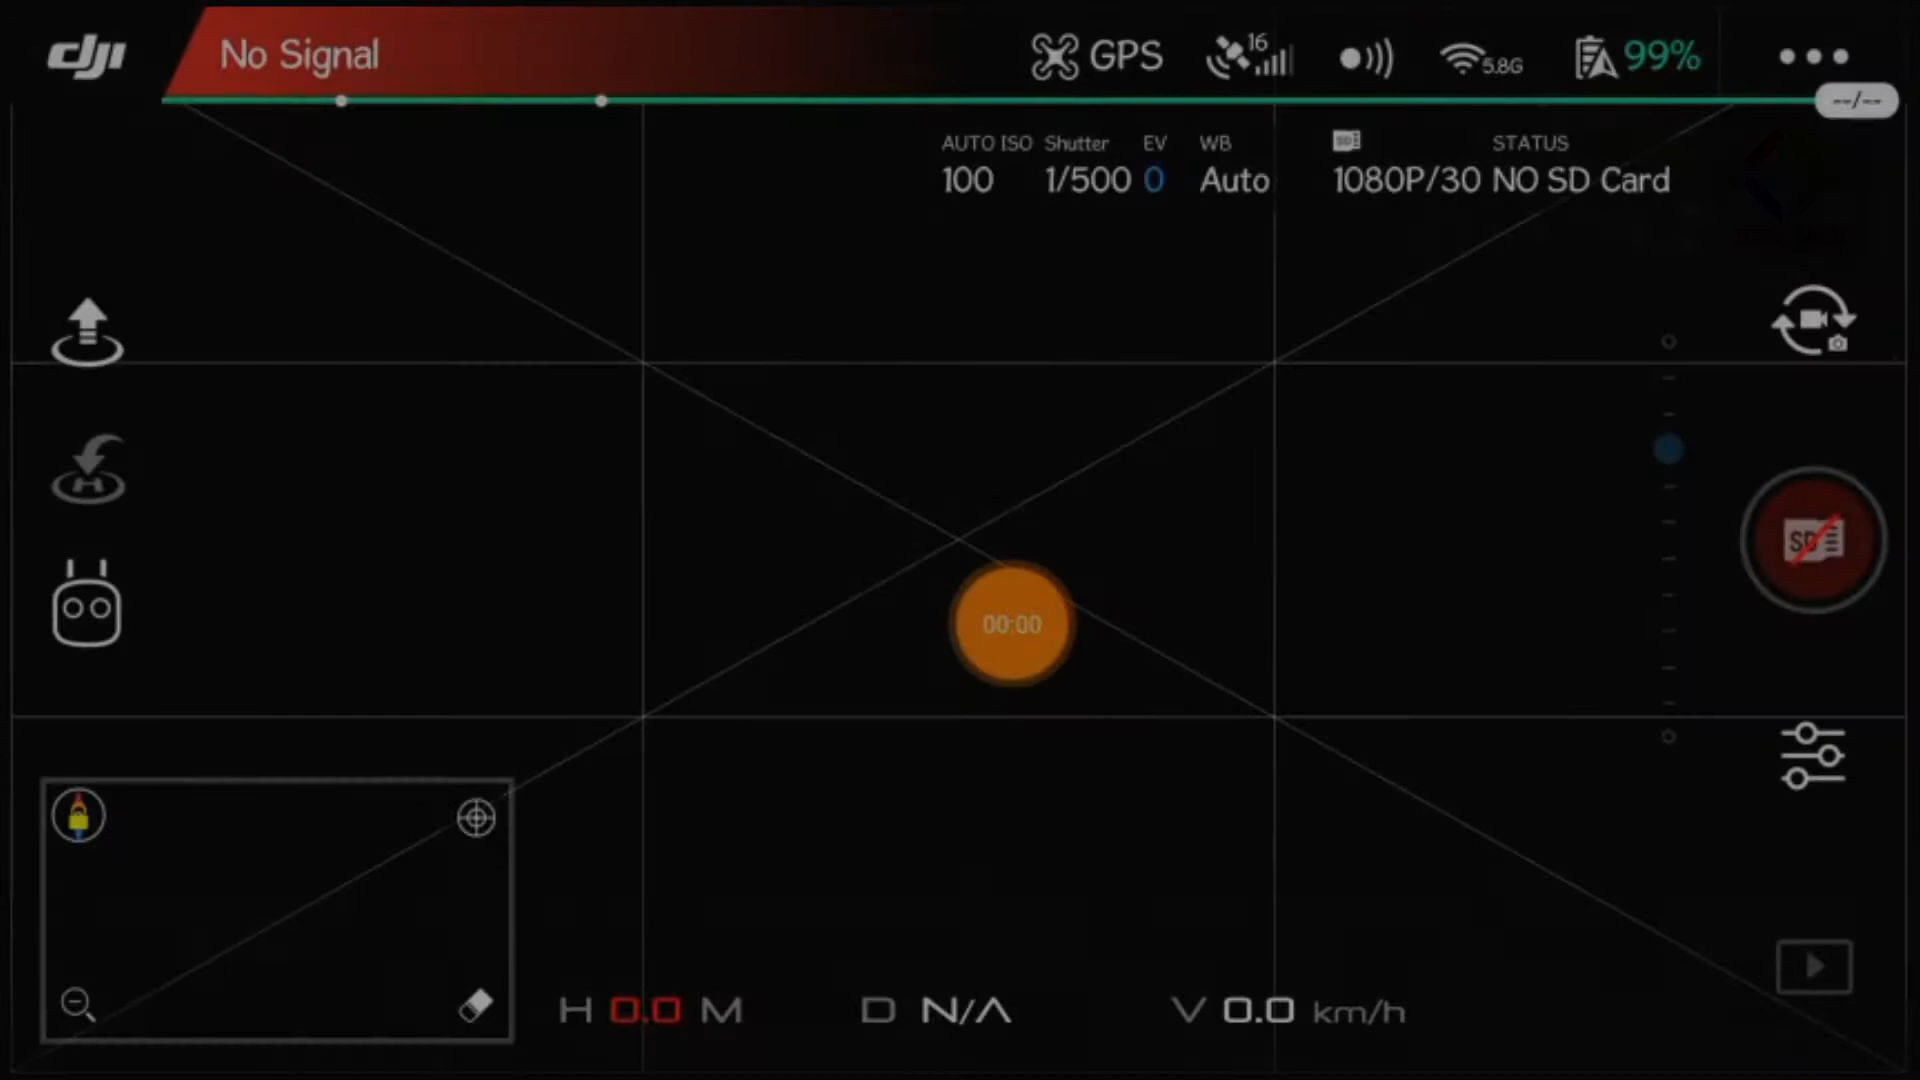 dji
No Signal
GPS
16
5.8G
99%
--/--
AUTO ISO Shutter EV WB STATUS
100 1/500 0 Auto 1080P/30 NO SD Card
SD
00:00
H
H 0.0 M D N/A V 0.0 km/h